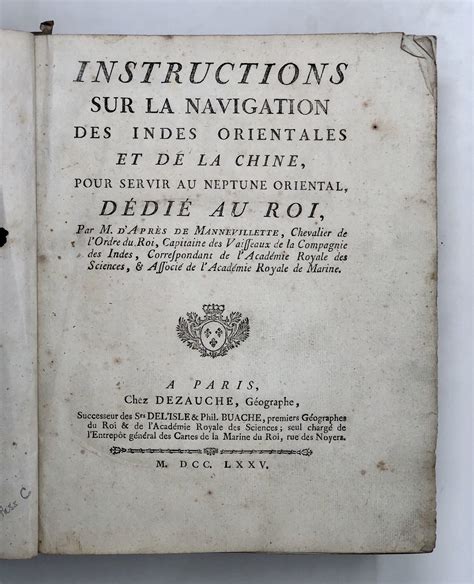 INSTRUCTIONS
SUR LA NAVIGATION
DES INDES ORIENTALES
ET DE LA CHINE,
POUR SERVIR AU NEPTUNE ORIENTAL,
DÉDIÉ AU ROI,
Par M. D'APRÈS DE MANNEVILLETTE, Chevalier de
l'Ordre du Roi, Capitaine des Vaiſſeaux de la Compagnie
des Indes, Correſpondant de l'Académie Royale des
Sciences, & Aſſocié de l'Académie Royale de Marine.
A PARIS,
Chez DEZAUCHE, Géographe,
Succeſſeur des Srs DEL'ISLE & Phil. BUACHE, premiers Géographes
du Roi & de l'Académie Royale des Sciences; ſeul chargé de
l'Entrepôt général des Cartes de la Marine du Roi, rue des Noyers.
M. DCC. LXXV.